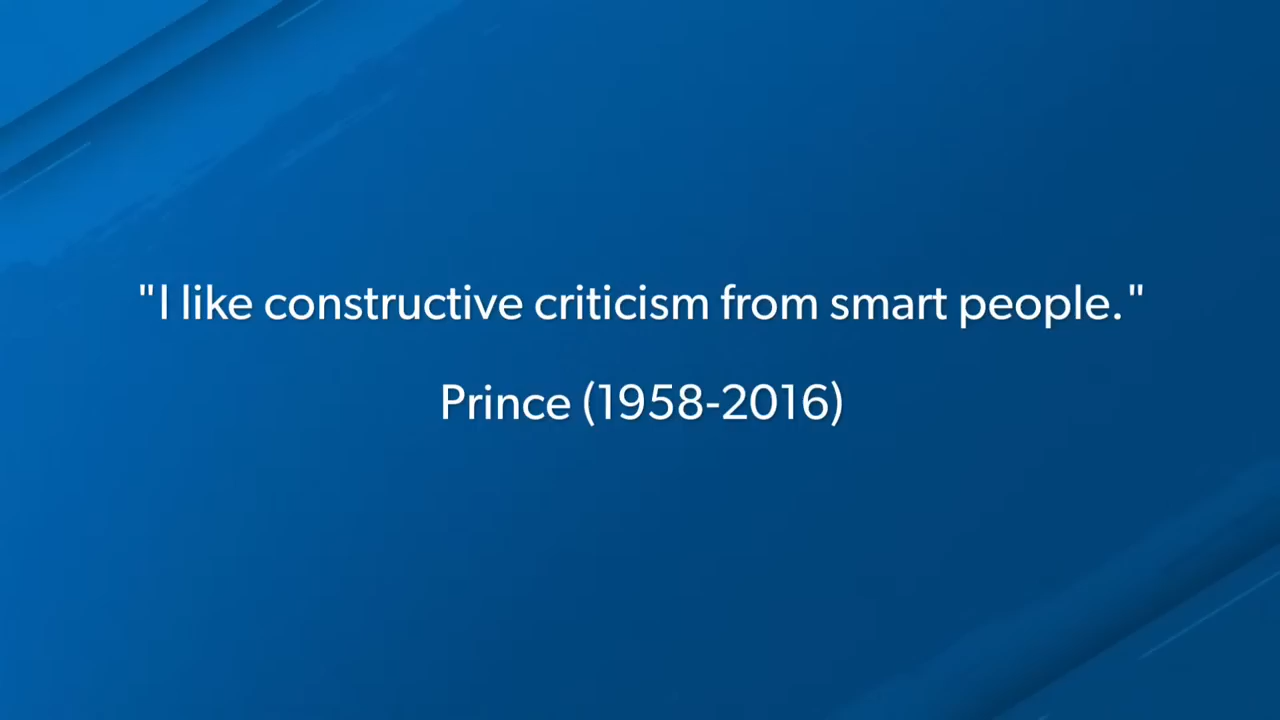 "I like constructive criticism from smart people."
Prince (1958-2016)